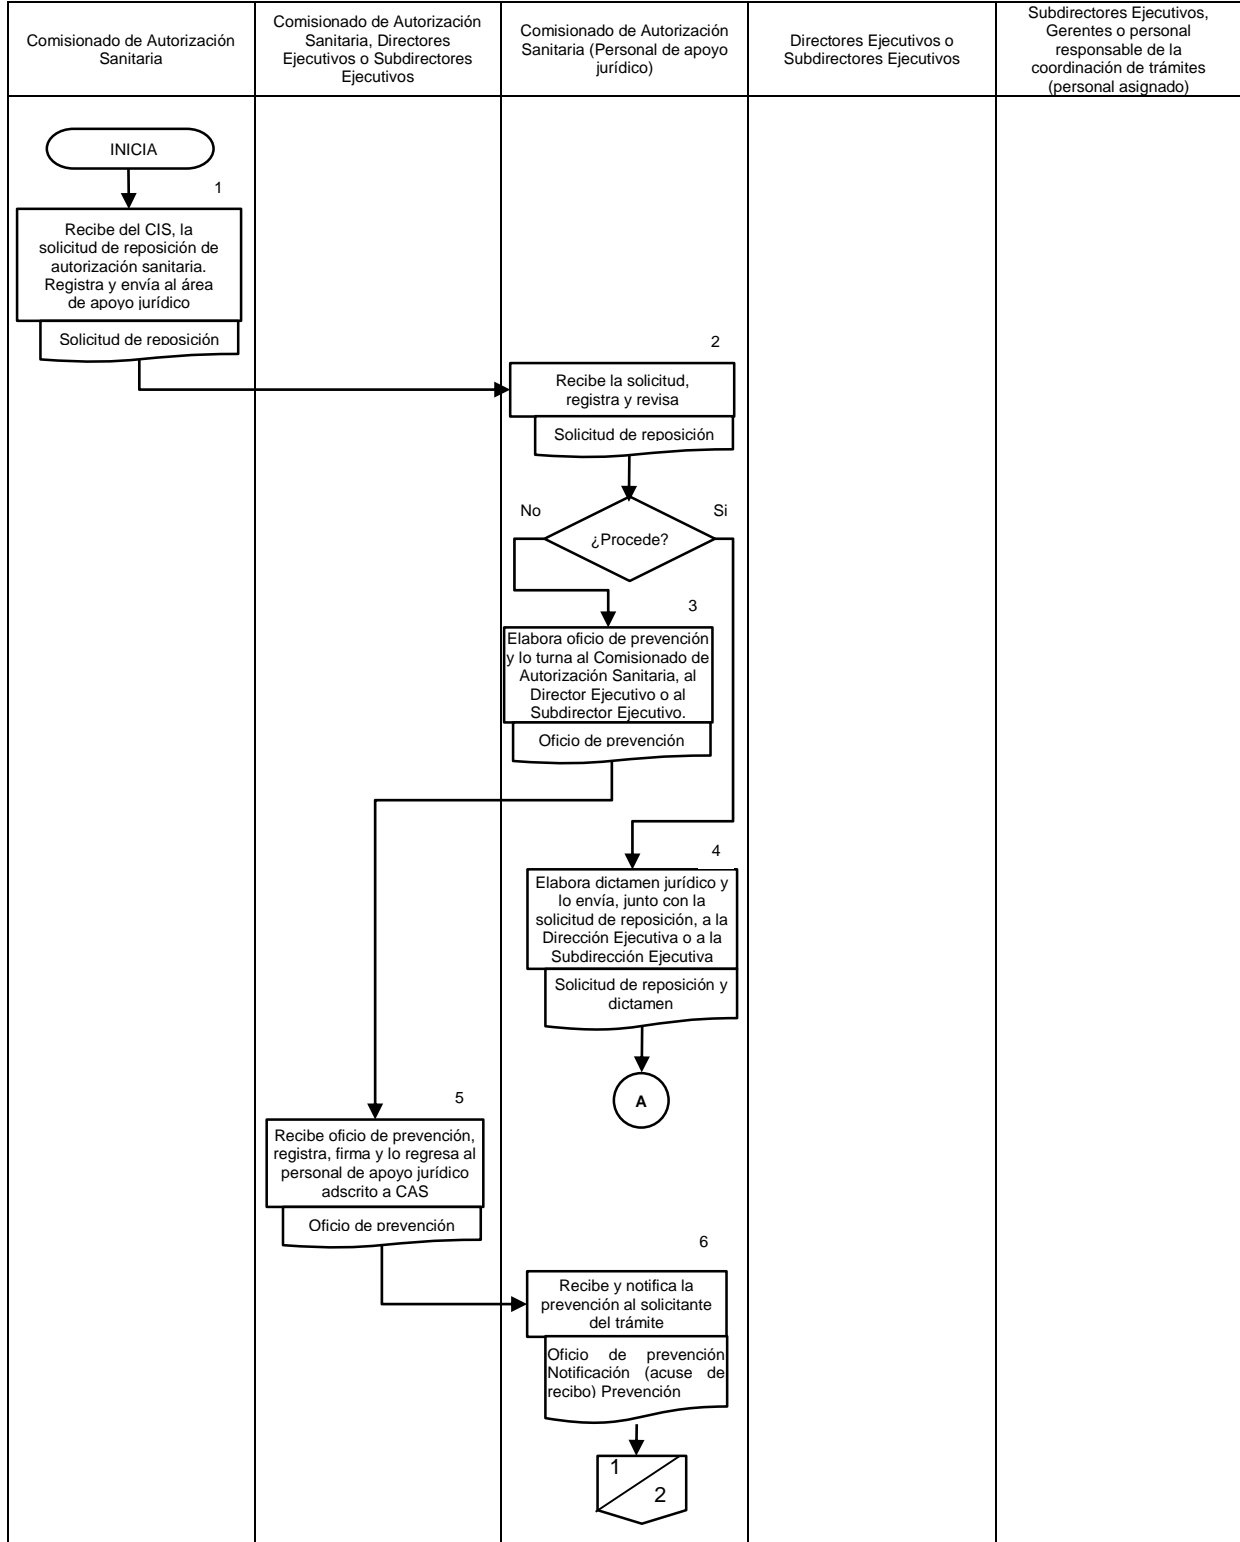 Comisionado de Autorización
Sanitaria
Comisionado de Autorización
Sanitaria, Directores
Ejecutivos o Subdirectores
Ejecutivos
Comisionado de Autorización
Sanitaria (Personal de apoyo
jurídico)
Directores Ejecutivos o
Subdirectores Ejecutivos
Subdirectores Ejecutivos,
Gerentes o personal
responsable de la
coordinación de trámites
(personal asignado)
INICIA
1
Recibe del CIS, la
solicitud de reposición de
autorización sanitaria.
Registra y envía al área
de apoyo jurídico
Solicitud de reposición
2
Recibe la solicitud,
registra y revisa
Solicitud de reposición
No
Si
¿Procede?
3
Elabora oficio de prevención
y lo turna al Comisionado de
Autorización Sanitaria, al
Director Ejecutivo o al
Subdirector Ejecutivo.
Oficio de prevención
4
Elabora dictamen jurídico y
lo envía, junto con la
solicitud de reposición, a la
Dirección Ejecutiva o a la
Subdirección Ejecutiva
Solicitud de reposición y
dictamen
A
5
Recibe oficio de prevención,
registra, firma y lo regresa al
personal de apoyo jurídico
adscrito a CAS
Oficio de prevención
6
Recibe y notifica la
prevención al solicitante
del trámite
Oficio de prevención
Notificación (acuse de
recibo) Prevención
1
2